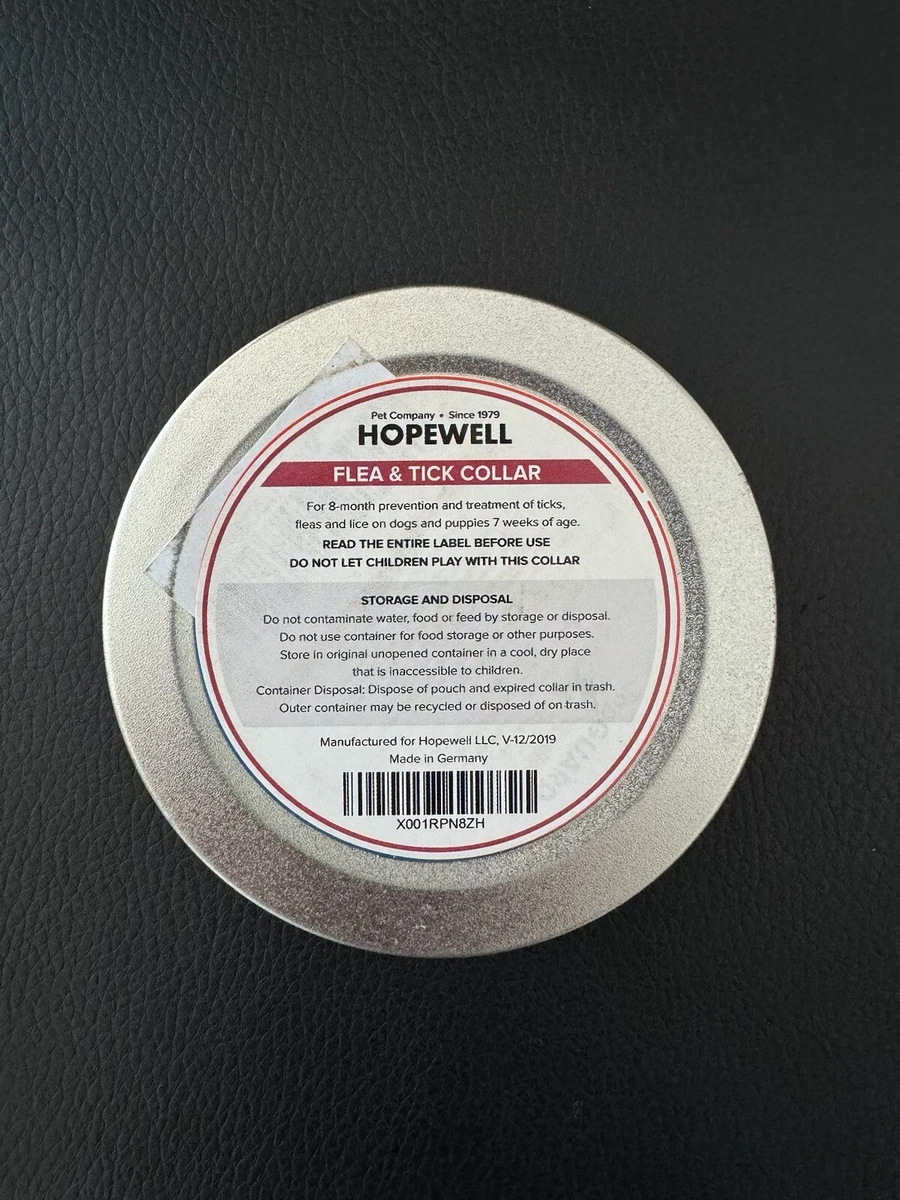 Pet Company • Since 1979
HOPEWELL
FLEA & TICK COLLAR
For 8-month prevention and treatment of ticks,
fleas and lice on dogs and puppies 7 weeks of age.
READ THE ENTIRE LABEL BEFORE USE
DO NOT LET CHILDREN PLAY WITH THIS COLLAR
STORAGE AND DISPOSAL
Do not contaminate water, food or feed by storage or disposal.
Do not use container for food storage or other purposes.
Store in original unopened container in a cool, dry place
that is inaccessible to children.
Container Disposal: Dispose of pouch and expired collar in trash.
Outer container may be recycled or disposed of on trash.
Manufactured for Hopewell LLC, V-12/2019
Made in Germany
X001RPN8ZH